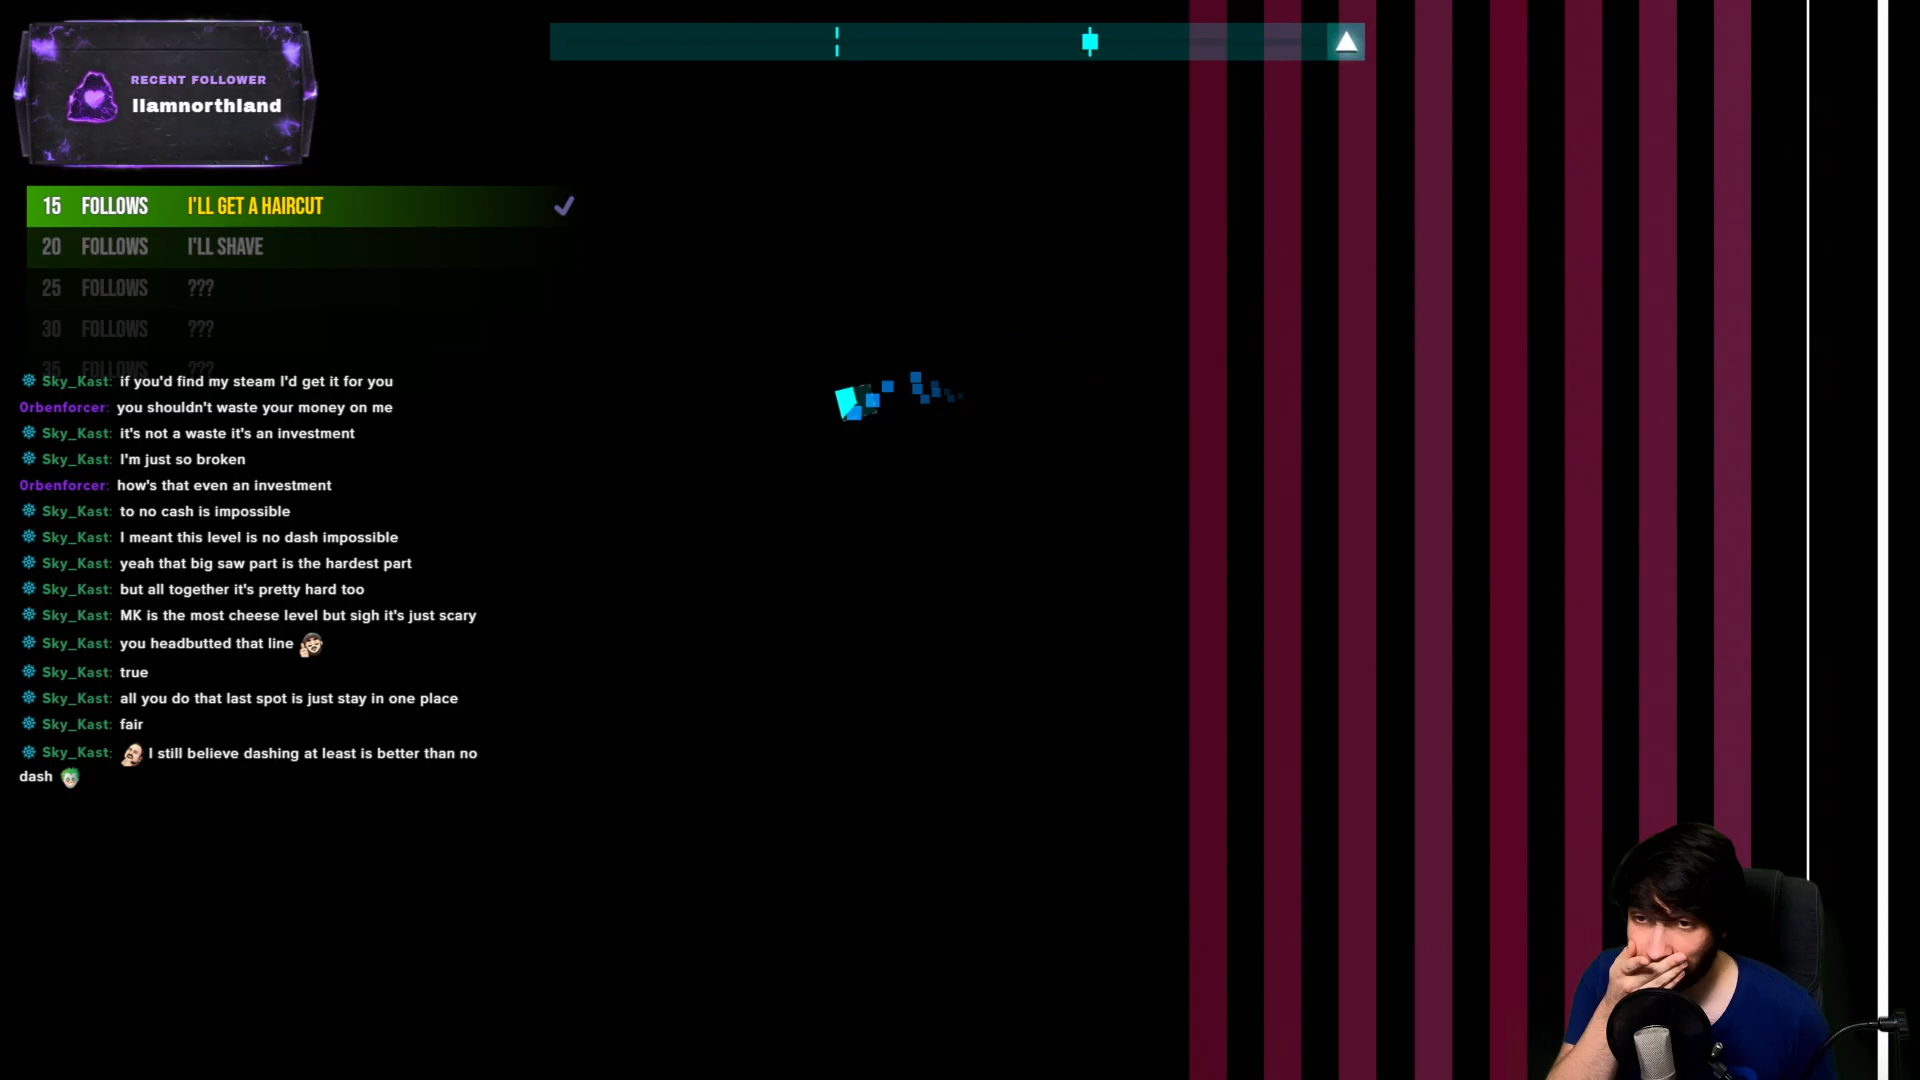 RECENT FOLLOWER
llamnorthland
15 FOLLOWS I'LL GET A HAIRCUT
20 FOLLOWS I'LL SHAVE
25 FOLLOWS ???
30 FOLLOWS ???
35 FOLLOWS ???
Sky_Kast: if you'd find my steam I'd get it for you
Orbenforcer: you shouldn't waste your money on me
Sky_Kast: it's not a waste it's an investment
Sky_Kast: I'm just so broken
Orbenforcer: how's that even an investment
Sky_Kast: to no cash is impossible
Sky_Kast: I meant this level is no dash impossible
Sky_Kast: yeah that big saw part is the hardest part
Sky_Kast: but all together it's pretty hard too
Sky_Kast: MK is the most cheese level but sigh it's just scary
Sky_Kast: you headbutted that line
Sky_Kast: true
Sky_Kast: all you do that last spot is just stay in one place
Sky_Kast: fair
Sky_Kast: I still believe dashing at least is better than no
dash